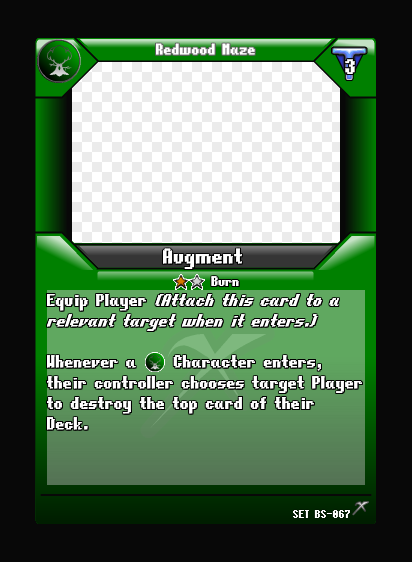 Redwood Maze
3
Augment
Burn
Equip Player (Attach this card to a
relevant target when it enters.)
Whenever a Character enters,
their controller chooses target Player
to destroy the top card of their
Deck.
SET BS-067